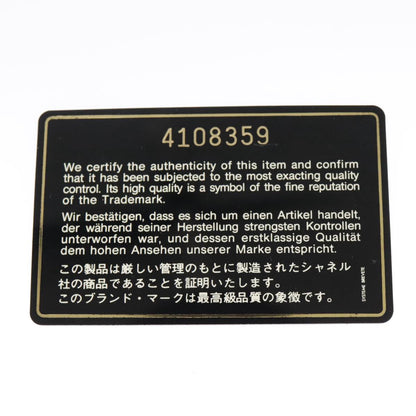 4108359
We certify the authenticity of this item and confirm
that it has been subjected to the most exacting quality
control. Its high quality is a symbol of the fine reputation
of the Trademark.
Wir bestätigen, dass es sich um einen Artikel handelt,
der während seiner Herstellung strengsten Kontrollen
unterworfen war, und dessen erstklassige Qualität
dem hohen Ansehen unserer Marke entspricht.
この製品は厳しい管理のもとに製造されたシャネル
社の商品であることを証明いたします。
このブランド・マークは最高級品質の象徴です。